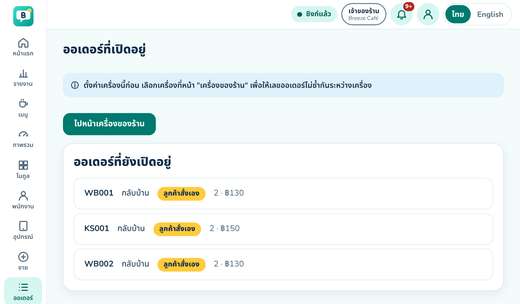 B
ซิงก์แล้ว
เจ้าของร้าน
Breeze Café
9+
ไทย
English
หน้าแรก
รายงาน
เมนู
ภาพรวม
โมดูล
พนักงาน
อุปกรณ์
ขาย
ออเดอร์
ออเดอร์ที่เปิดอยู่
ตั้งค่าเครื่องนี้ก่อน เลือกเครื่องที่หน้า "เครื่องของร้าน" เพื่อให้เลขออเดอร์ไม่ซ้ำกันระหว่างเครื่อง
ไปหน้าเครื่องของร้าน
ออเดอร์ที่ยังเปิดอยู่
WB001 กลับบ้าน ลูกค้าสั่งเอง 2 · ฿130
KS001 กลับบ้าน ลูกค้าสั่งเอง 2 · ฿150
WB002 กลับบ้าน ลูกค้าสั่งเอง 2 · ฿130